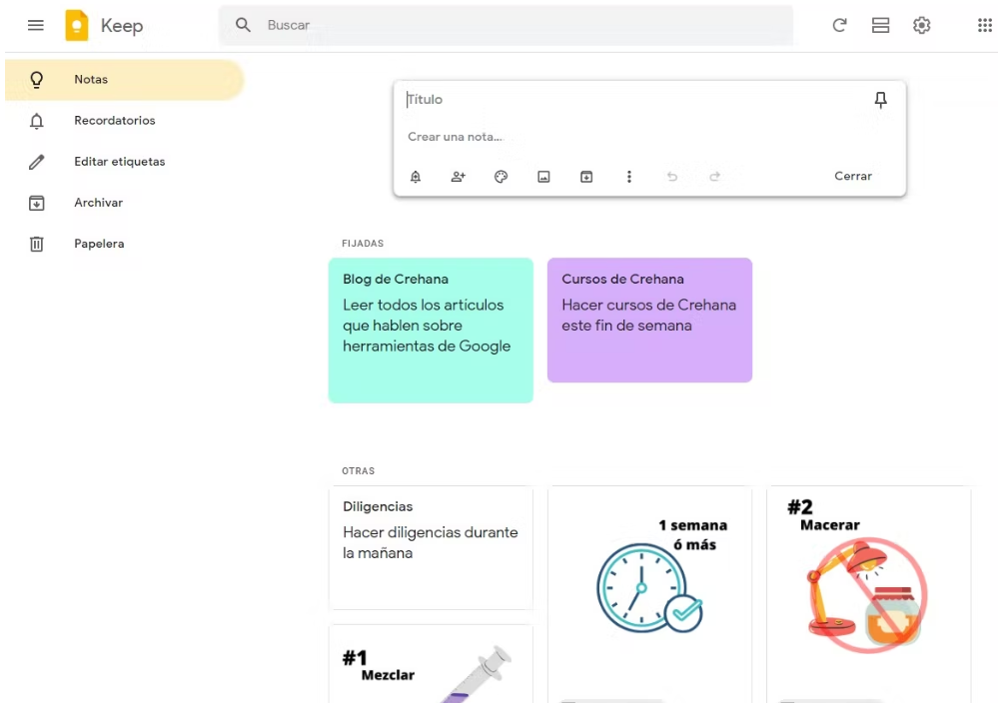 Keep
Buscar
Notas
Recordatorios
Editar etiquetas
Archivar
Papelera
Título
Crear una nota...
Cerrar
FIJADAS
Blog de Crehana
Leer todos los artículos
que hablen sobre
herramientas de Google
Cursos de Crehana
Hacer cursos de Crehana
este fin de semana
OTRAS
Diligencias
Hacer diligencias durante
la mañana
#1
Mezclar
1 semana
ó más
#2
Macerar